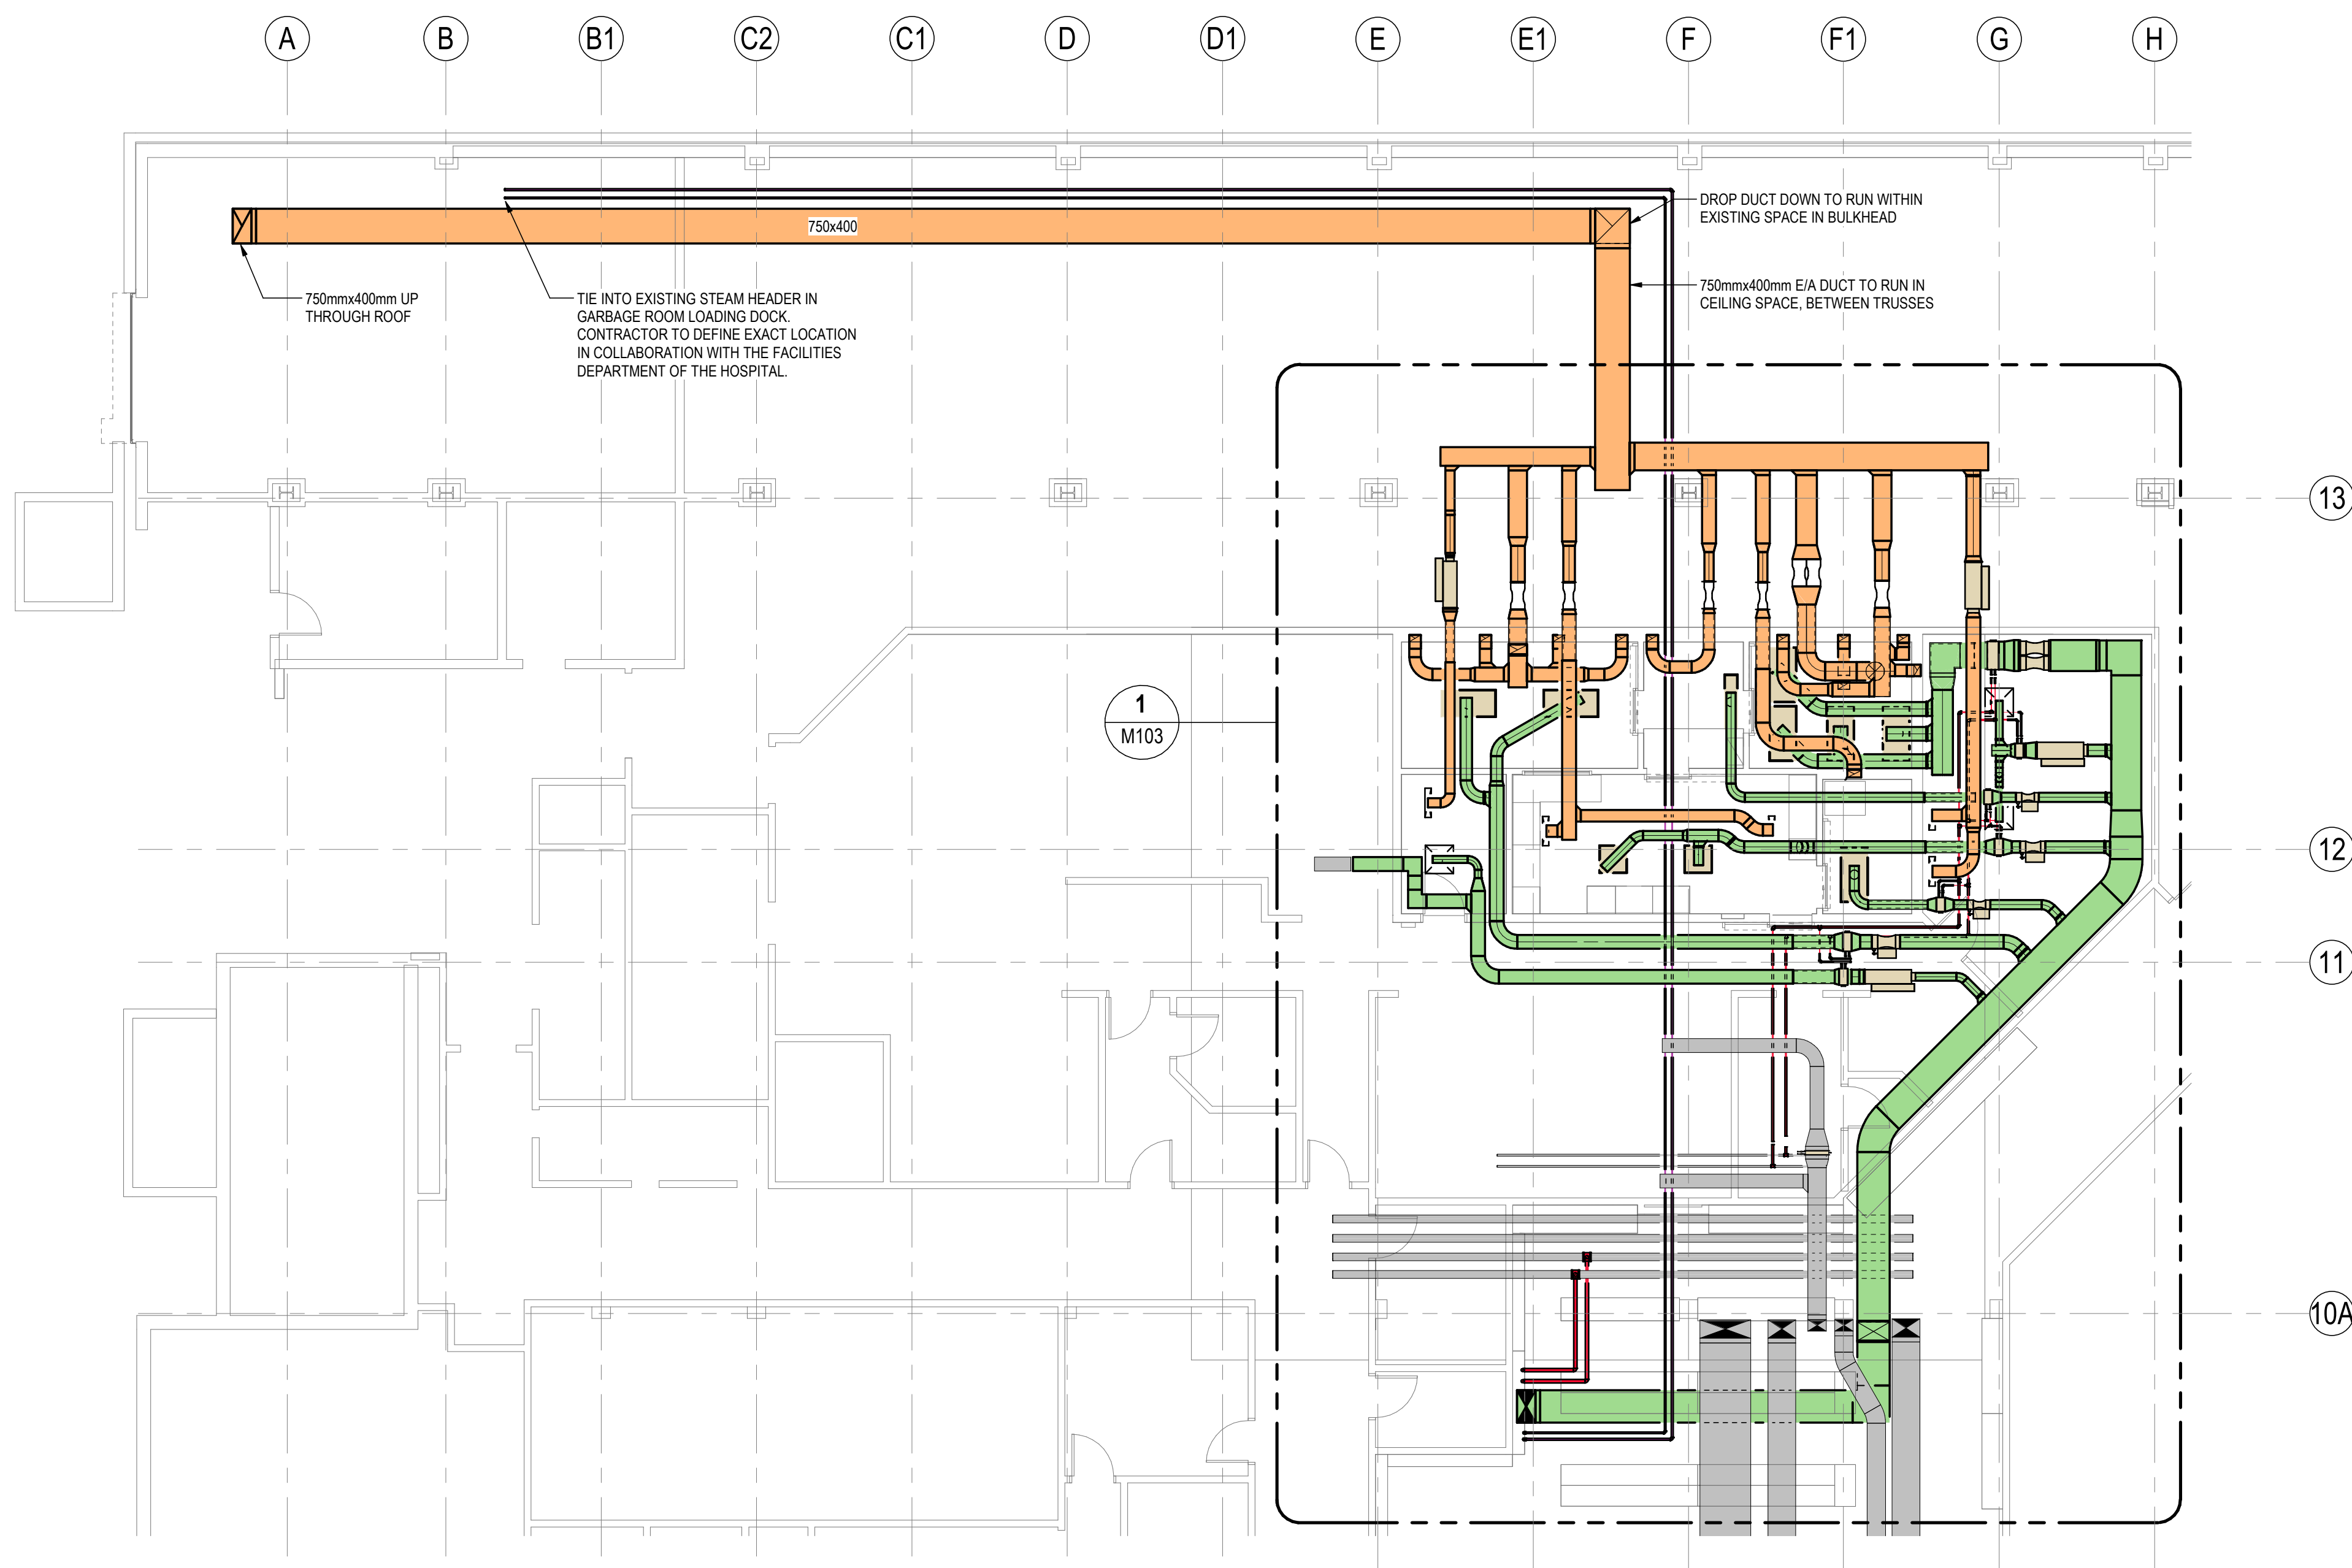 A B B1 C2 C1 D D1 E E1 F F1 G H
DROP DUCT DOWN TO RUN WITHIN
EXISTING SPACE IN BULKHEAD
750x400
750mmx400mm UP
THROUGH ROOF
TIE INTO EXISTING STEAM HEADER IN
GARBAGE ROOM LOADING DOCK.
CONTRACTOR TO DEFINE EXACT LOCATION
IN COLLABORATION WITH THE FACILITIES
DEPARTMENT OF THE HOSPITAL.
750mmx400mm E/A DUCT TO RUN IN
CEILING SPACE, BETWEEN TRUSSES
13
1
M103
12
11
10A